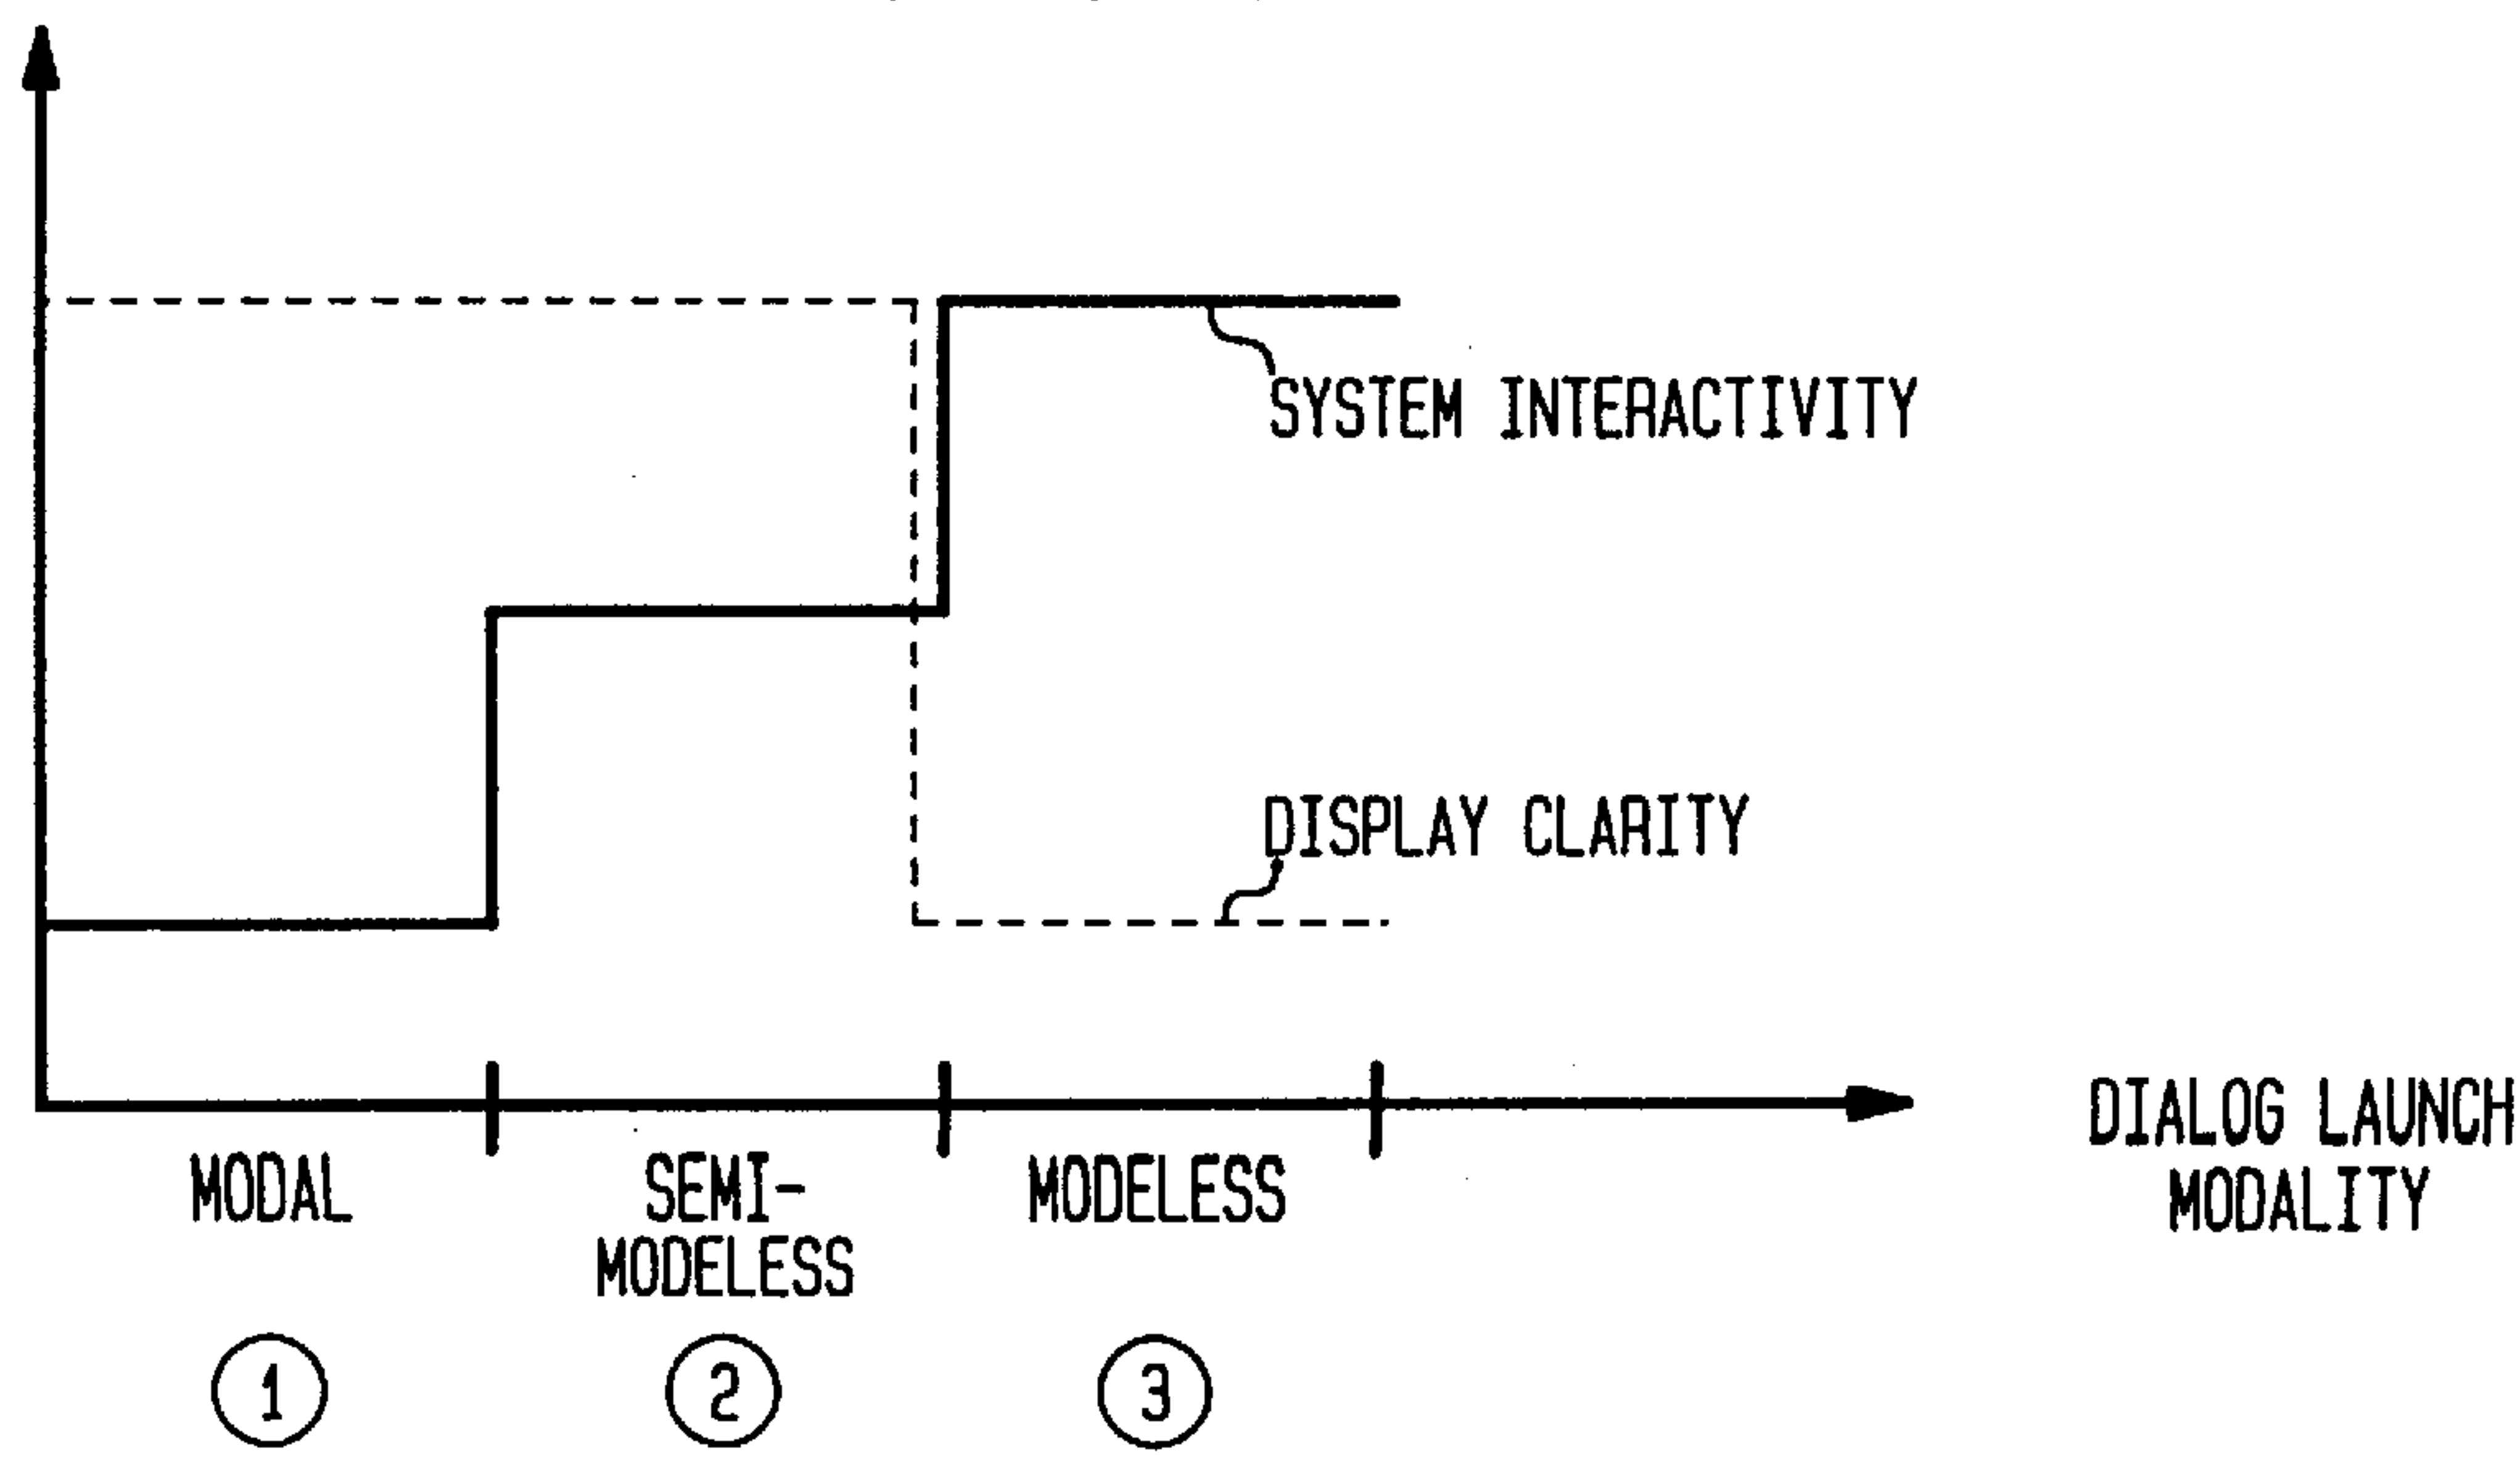 SYSTEM INTERACTIVITY
DISPLAY CLARITY
DIALOG LAUNCH
MODALITY
MODAL
SEMI-
MODELESS
MODELESS
1
2
3